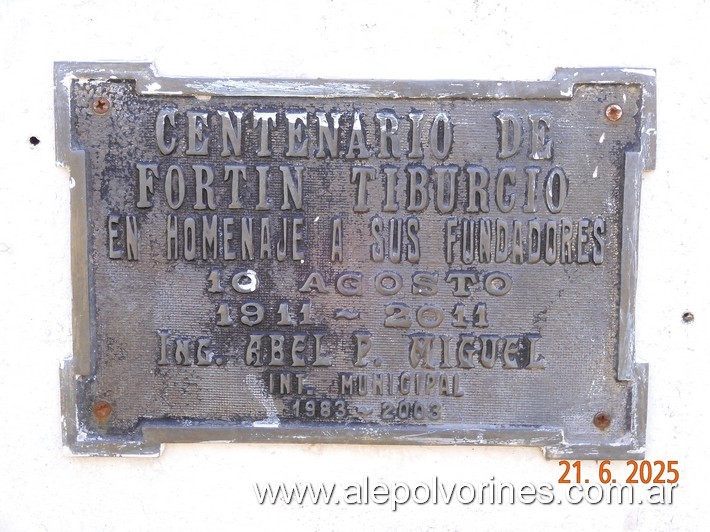 CENTENARIO DE
FORTIN TIBURCIO
EN HOMENAJE A SUS FUNDADORES
10 AGOSTO
1911 ~ 2011
ING. ABEL P. MIGUEL
INT. MUNICIPAL
1983 - 2003
21. 6. 2025
www.alepolvorines.com.ar